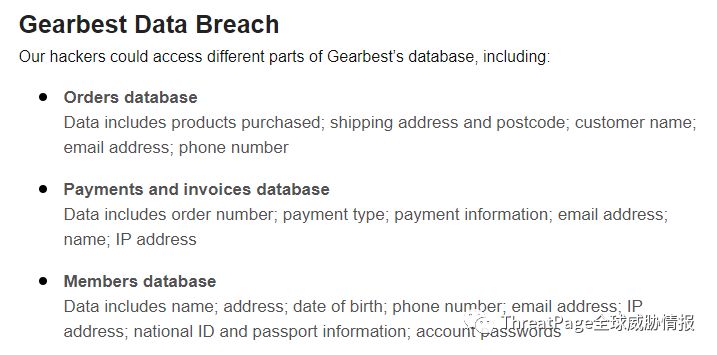 Gearbest Data Breach
Our hackers could access different parts of Gearbest's database, including:
Orders database
Data includes products purchased; shipping address and postcode; customer name;
email address; phone number
Payments and invoices database
Data includes order number; payment type; payment information; email address;
name; IP address
Members database
Data includes name; address; date of birth; phone number; email address; IP
address; national ID and passport information; account passwords
ThreatPage全球威胁情报